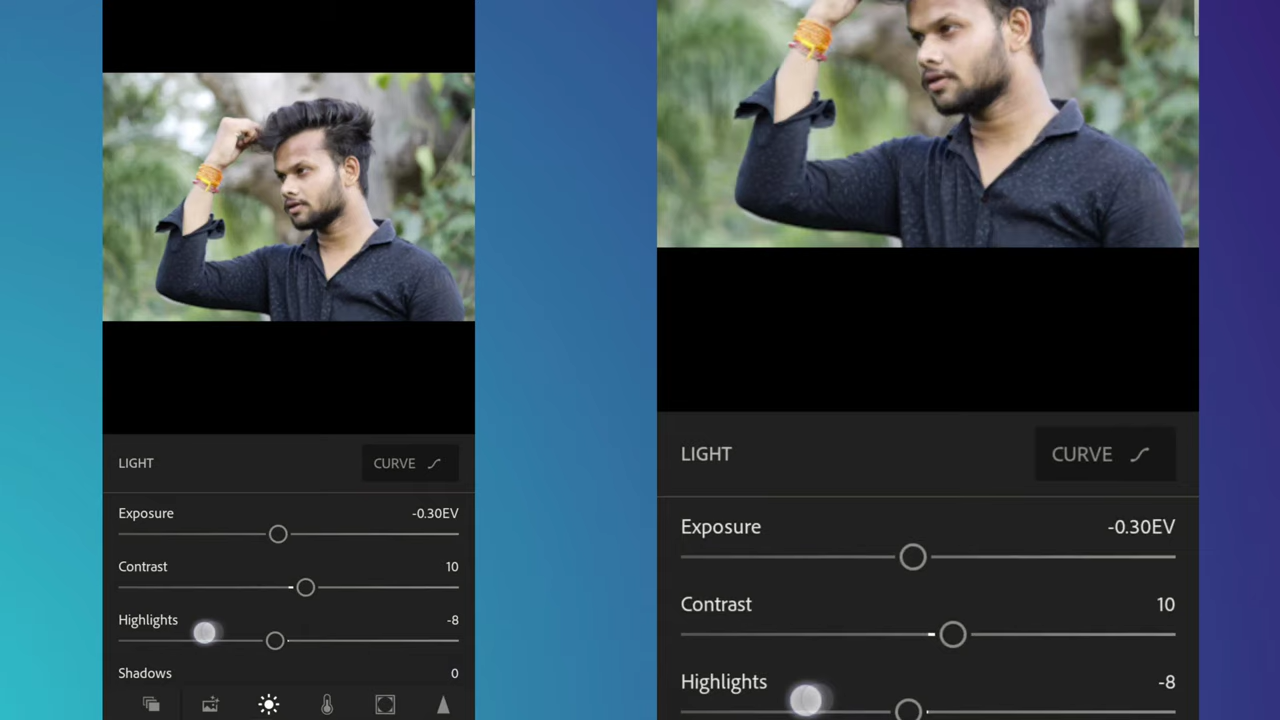 LIGHT
CURVE
Exposure
-0.30EV
Contrast
10
Highlights
-8
Shadows
0
LIGHT
CURVE
Exposure
-0.30EV
Contrast
10
Highlights
-8